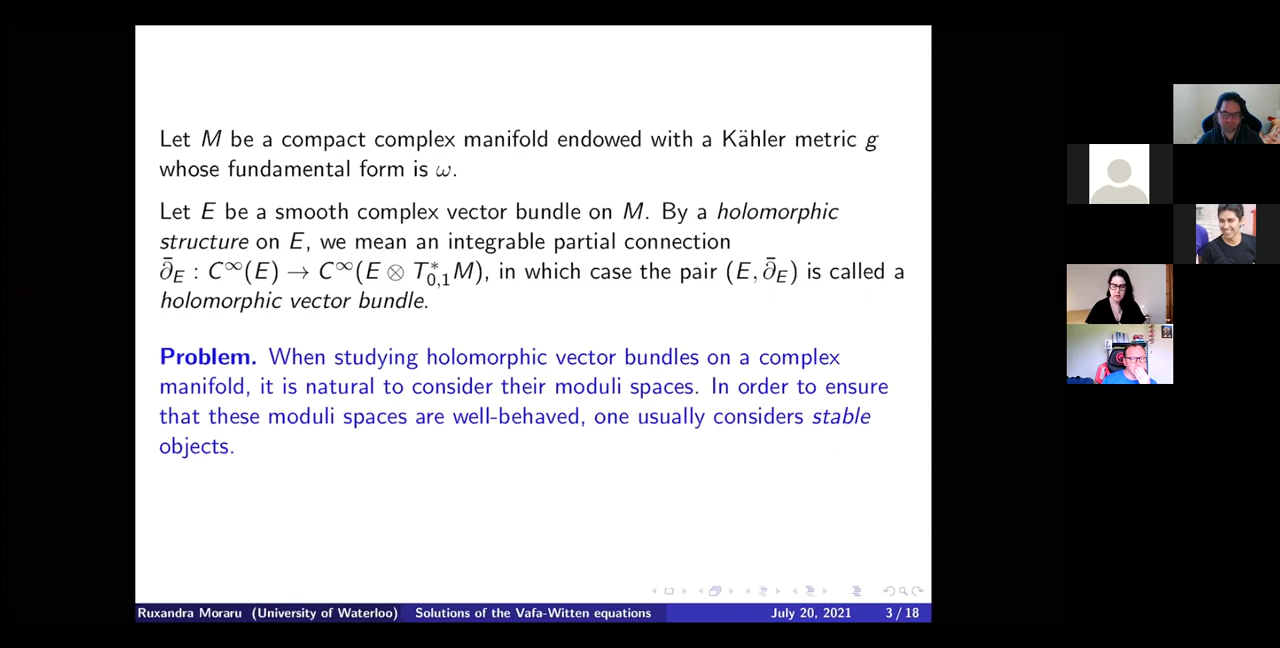 Let M be a compact complex manifold endowed with a Kähler metric g
whose fundamental form is ω.
Let E be a smooth complex vector bundle on M. By a holomorphic
structure on E, we mean an integrable partial connection
∂̄_E : C^∞(E) → C^∞(E ⊗ T^*_{0,1}M), in which case the pair (E, ∂̄_E) is called a
holomorphic vector bundle.
Problem. When studying holomorphic vector bundles on a complex
manifold, it is natural to consider their moduli spaces. In order to ensure
that these moduli spaces are well-behaved, one usually considers stable
objects.
Ruxandra Moraru (University of Waterloo) Solutions of the Vafa-Witten equations July 20, 2021 3 / 18